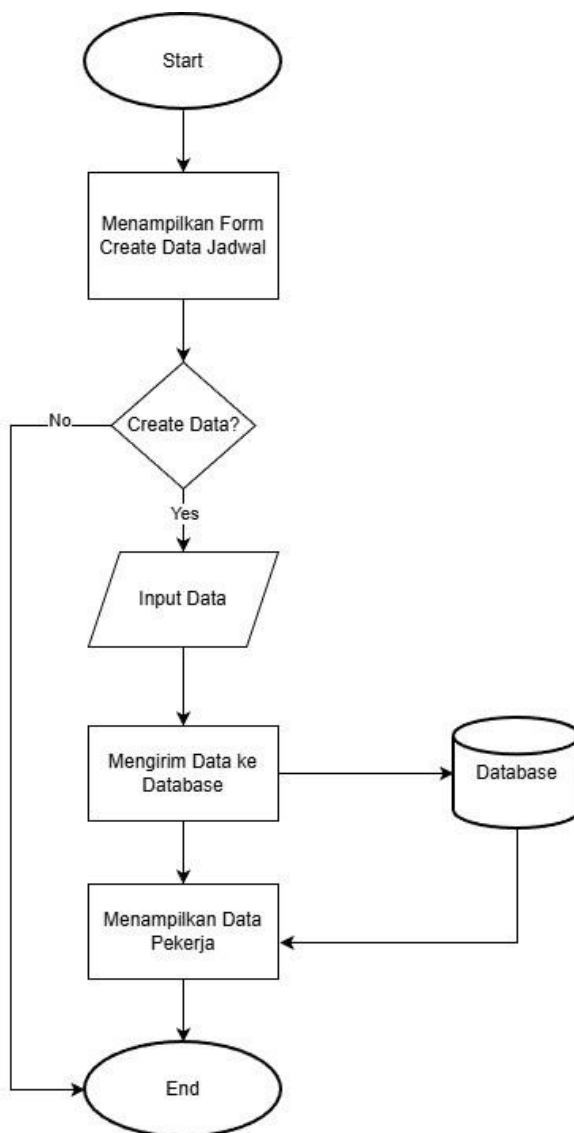 Start
Menampilkan Form
Create Data Jadwal
No
Create Data?
Yes
Input Data
Mengirim Data ke
Database
Database
Menampilkan Data
Pekerja
End